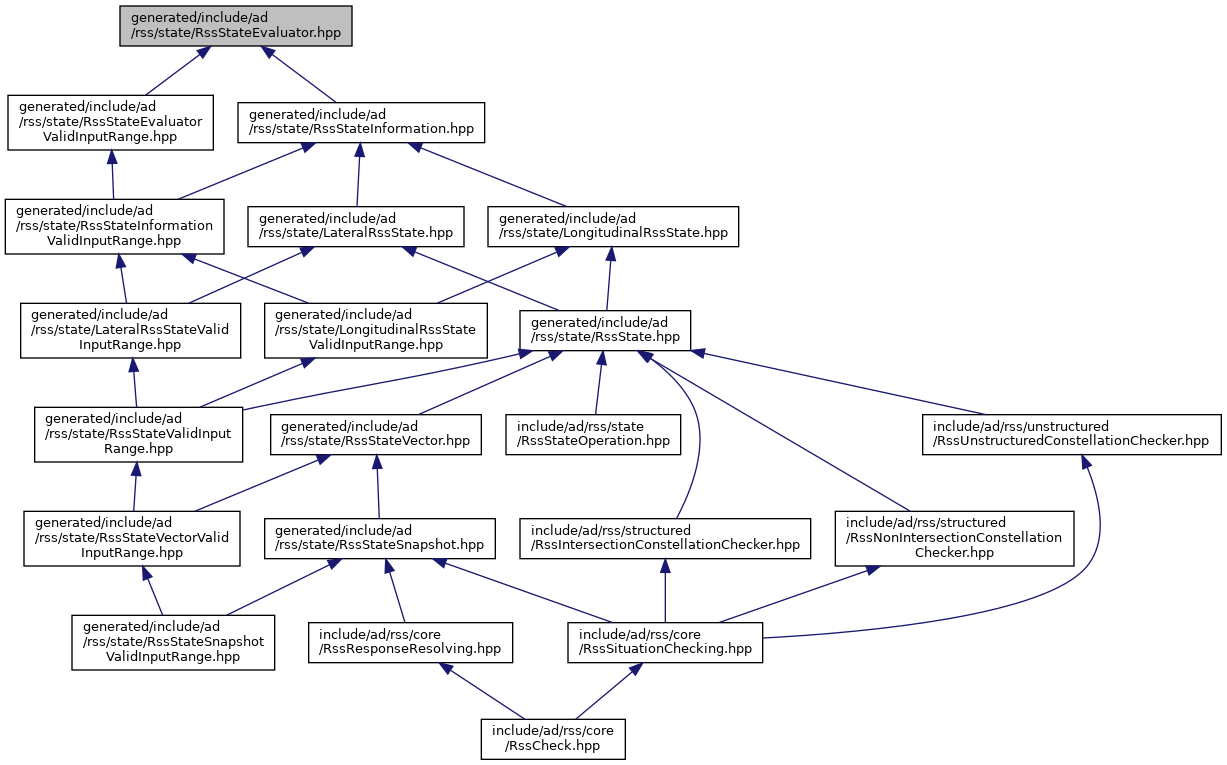 generated/include/ad
/rss/state/RssStateEvaluator.hpp
generated/include/ad
/rss/state/RssStateEvaluator
ValidInputRange.hpp
generated/include/ad
/rss/state/RssStateInformation.hpp
generated/include/ad
/rss/state/RssStateInformation
ValidInputRange.hpp
generated/include/ad
/rss/state/LateralRssState.hpp
generated/include/ad
/rss/state/LongitudinalRssState.hpp
generated/include/ad
/rss/state/LateralRssStateValid
InputRange.hpp
generated/include/ad
/rss/state/LongitudinalRssState
ValidInputRange.hpp
generated/include/ad
/rss/state/RssState.hpp
generated/include/ad
/rss/state/RssStateValidInput
Range.hpp
generated/include/ad
/rss/state/RssStateVector.hpp
include/ad/rss/state
/RssStateOperation.hpp
include/ad/rss/unstructured
/RssUnstructuredConstellationChecker.hpp
generated/include/ad
/rss/state/RssStateVectorValid
InputRange.hpp
generated/include/ad
/rss/state/RssStateSnapshot.hpp
include/ad/rss/structured
/RssIntersectionConstellationChecker.hpp
include/ad/rss/structured
/RssNonIntersectionConstellation
Checker.hpp
generated/include/ad
/rss/state/RssStateSnapshot
ValidInputRange.hpp
include/ad/rss/core
/RssResponseResolving.hpp
include/ad/rss/core
/RssSituationChecking.hpp
include/ad/rss/core
/RssCheck.hpp